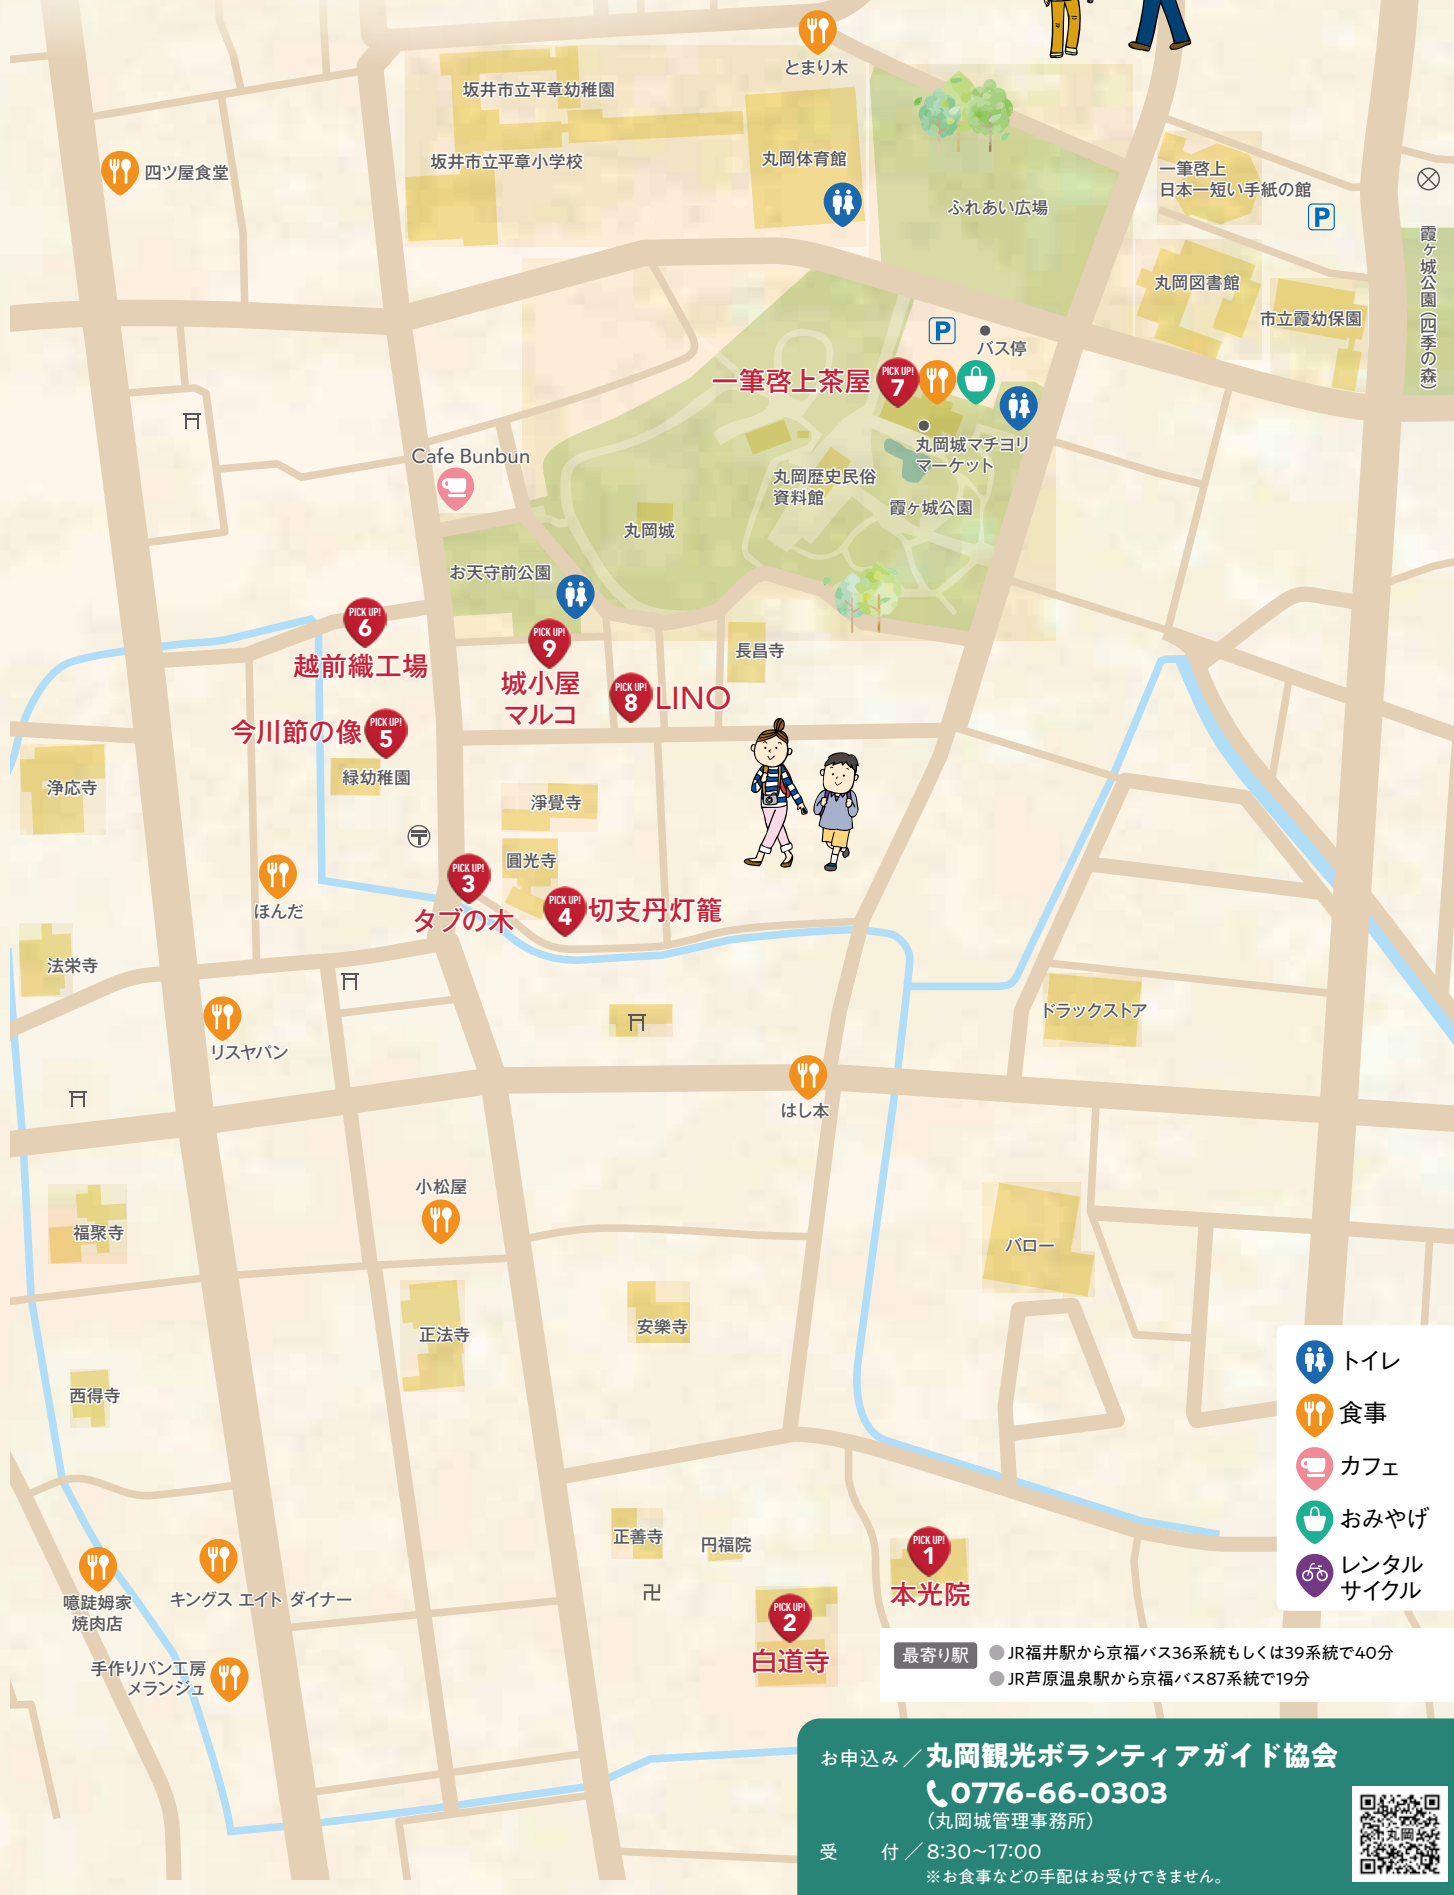 とまり木
坂井市立平章幼稚園
坂井市立平章小学校
丸岡体育館
四ツ屋食堂
ふれあい広場
一筆啓上
日本一短い手紙の館
P
霞ヶ城公園(四季の森)
丸岡図書館
市立霞幼保園
P
バス停
一筆啓上茶屋
PICK UP!
7
丸岡城マチヨリ
マーケット
Cafe Bunbun
丸岡歴史民俗
資料館
霞ヶ城公園
丸岡城
お天守前公園
PICK UP!
6
越前織工場
PICK UP!
9
城小屋
マルコ
長昌寺
PICK UP!
8
LINO
今川節の像
PICK UP!
5
緑幼稚園
浄応寺
淨覺寺
圓光寺
PICK UP!
3
タブの木
PICK UP!
4
切支丹灯籠
ほんだ
法栄寺
リスヤパン
ドラックストア
はし本
小松屋
福聚寺
バロー
正法寺
安樂寺
西得寺
トイレ
食事
カフェ
おみやげ
レンタル
サイクル
正善寺
円福院
卍
PICK UP!
1
本光院
PICK UP!
2
白道寺
噫跬姆家
焼肉店
キングス エイト ダイナー
手作りパン工房
メランジュ
最寄り駅
●JR福井駅から京福バス36系統もしくは39系統で40分
●JR芦原温泉駅から京福バス87系統で19分
お申込み／丸岡観光ボランティアガイド協会
0776-66-0303
(丸岡城管理事務所)
受　付／8:30~17:00
※お食事などの手配はお受けできません。
丸岡